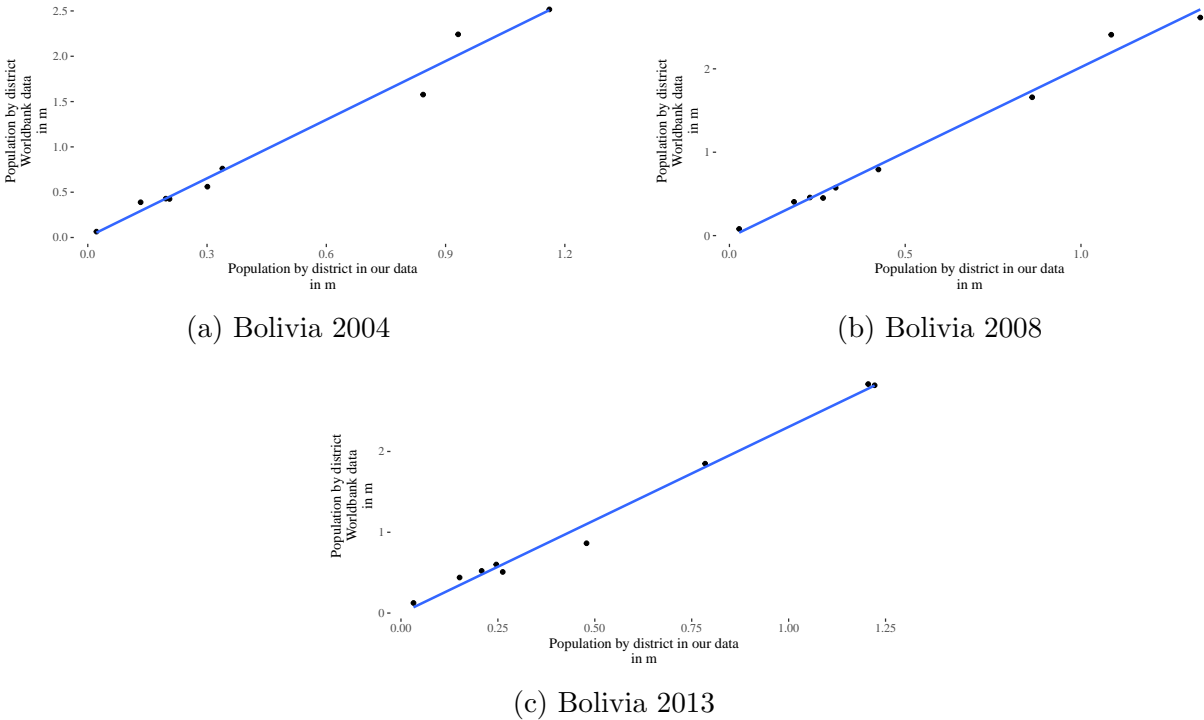 2.5
2.0
1.5
1.0
0.5
0.0
Population by district
Worldbank data
in m
0.0 0.3 0.6 0.9 1.2
Population by district in our data
in m
(a) Bolivia 2004
2
1
0
Population by district
Worldbank data
in m
0.0 0.5 1.0
Population by district in our data
in m
(b) Bolivia 2008
2
1
0
Population by district
Worldbank data
in m
0.00 0.25 0.50 0.75 1.00 1.25
Population by district in our data
in m
(c) Bolivia 2013